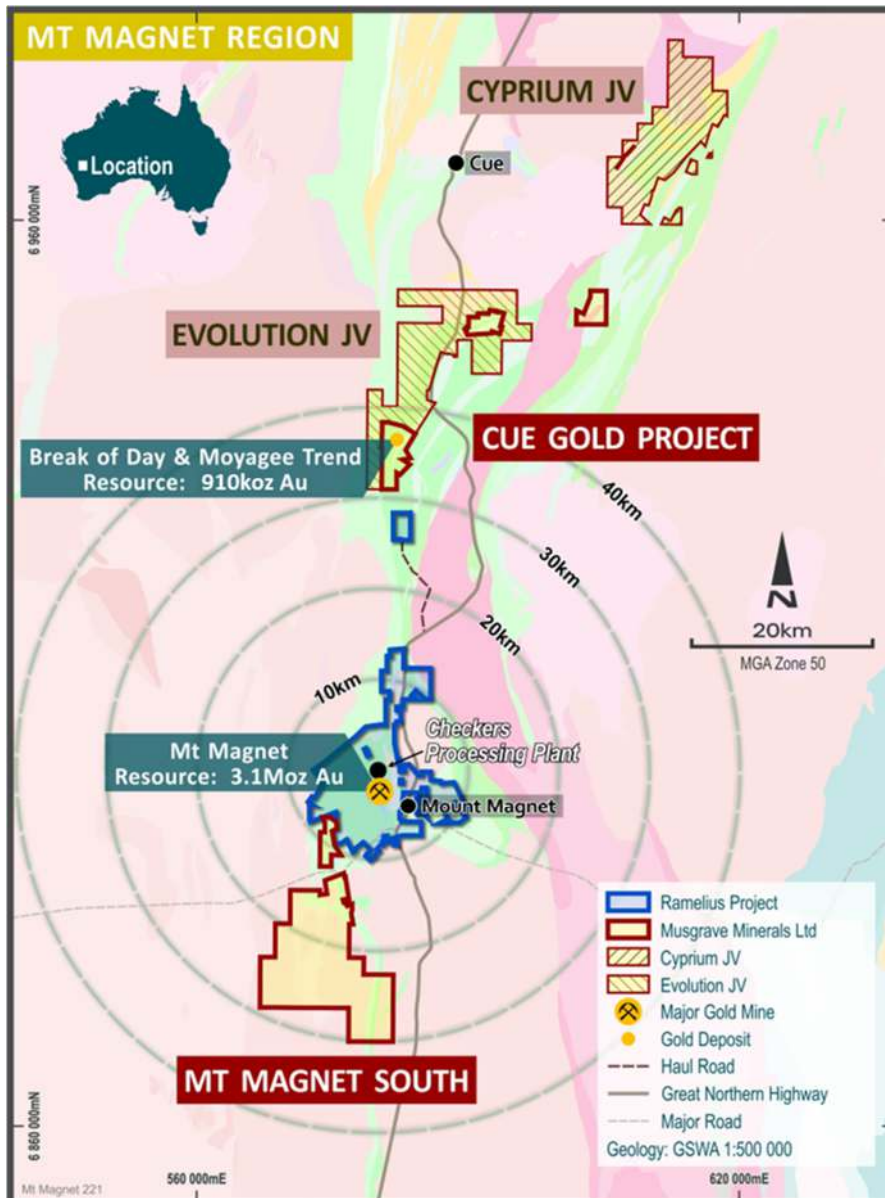 MT MAGNET REGION
CYPRIUM JV
Location
Cue
6 960 000mN
EVOLUTION JV
CUE GOLD PROJECT
Break of Day & Moyagee Trend
Resource: 910koz Au
40km
30km
N
20km
MGA Zone 50
20km
10km
Checkers
Processing Plant
Mt Magnet
Resource: 3.1Moz Au
Mount Magnet
Ramelius Project
Musgrave Minerals Ltd
Cyprium JV
Evolution JV
Major Gold Mine
Gold Deposit
Haul Road
Great Northern Highway
Major Road
Geology: GSWA 1:500 000
MT MAGNET SOUTH
6 860 000mN
560 000mE
620 000mE
Mt Magnet 221